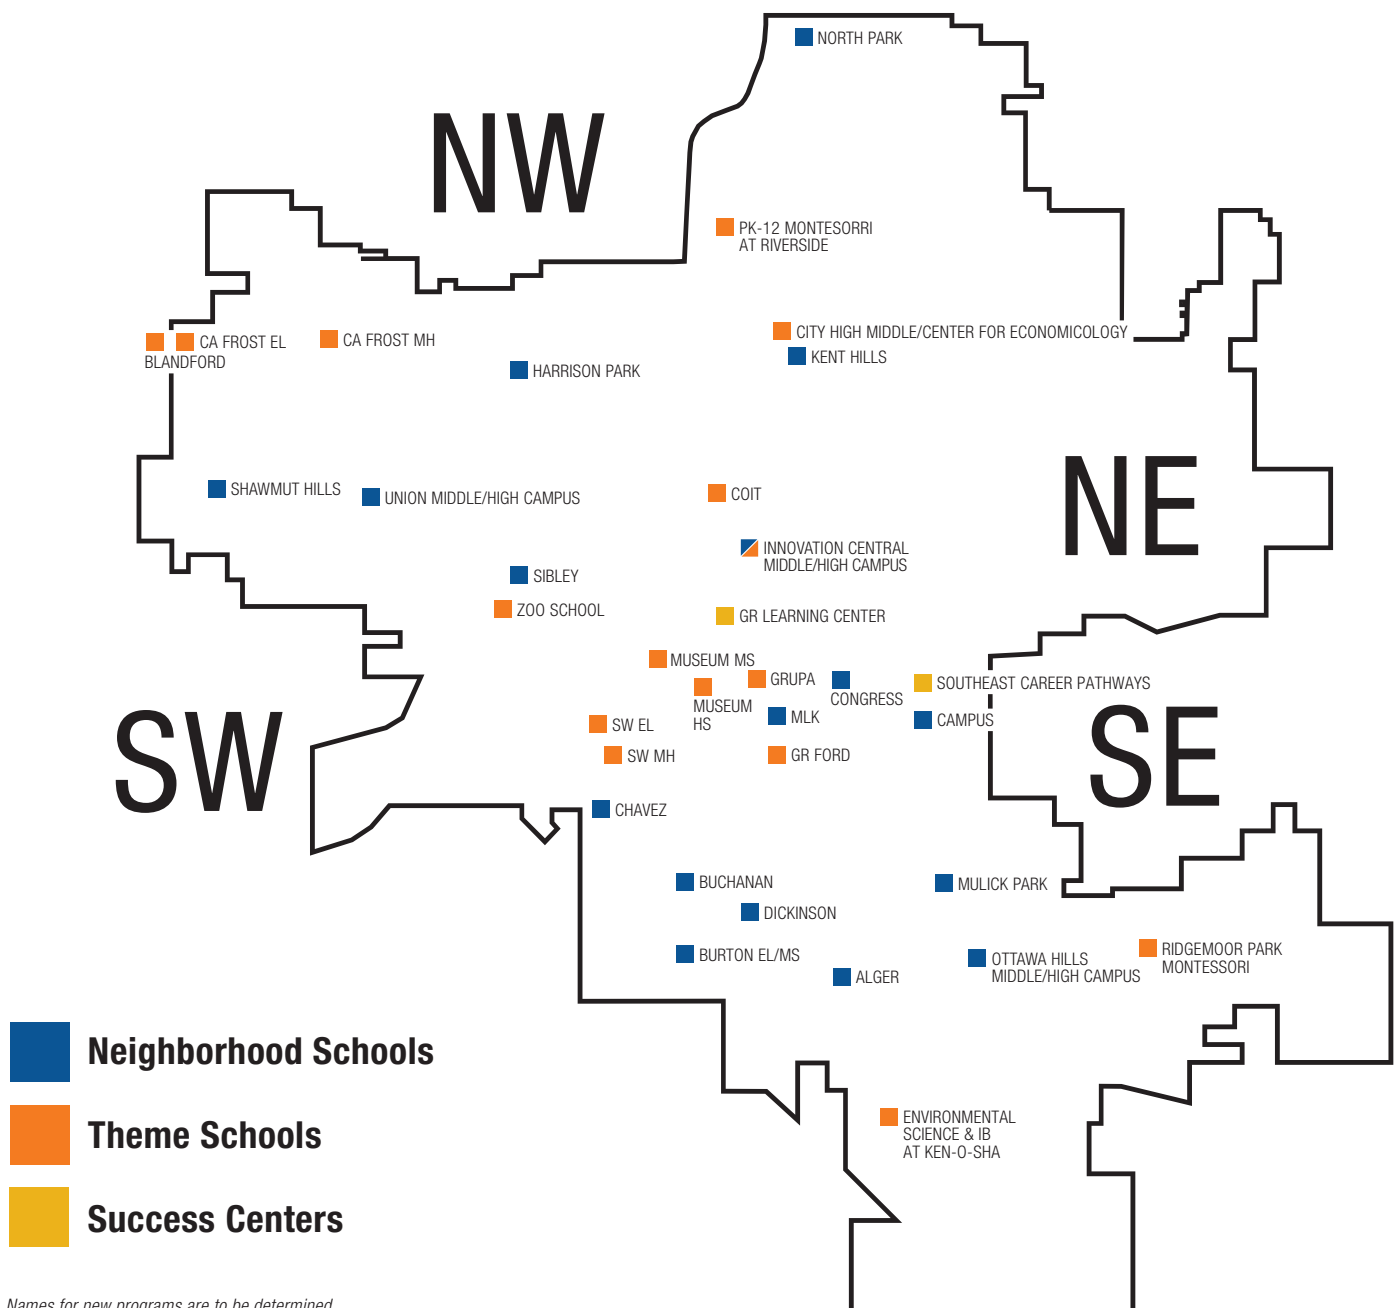 NORTH PARK
NW
PK-12 MONTESORRI
AT RIVERSIDE
CITY HIGH MIDDLE/CENTER FOR ECONOMICOLOGY
CA FROST EL
CA FROST MH
BLANDFORD
KENT HILLS
HARRISON PARK
NE
SHAWMUT HILLS
UNION MIDDLE/HIGH CAMPUS
COIT
INNOVATION CENTRAL
MIDDLE/HIGH CAMPUS
SIBLEY
ZOO SCHOOL
GR LEARNING CENTER
MUSEUM MS
GRUPA
SOUTHEAST CAREER PATHWAYS
CONGRESS
MUSEUM
HS
MLK
CAMPUS
SW EL
SW MH
GR FORD
SW
SE
CHAVEZ
BUCHANAN
MULICK PARK
DICKINSON
BURTON EL/MS
OTTAWA HILLS
MIDDLE/HIGH CAMPUS
RIDGEMOOR PARK
MONTESSORI
ALGER
Neighborhood Schools
ENVIRONMENTAL
SCIENCE & IB
AT KEN-O-SHA
Theme Schools
Success Centers
Names for new programs are to be determined